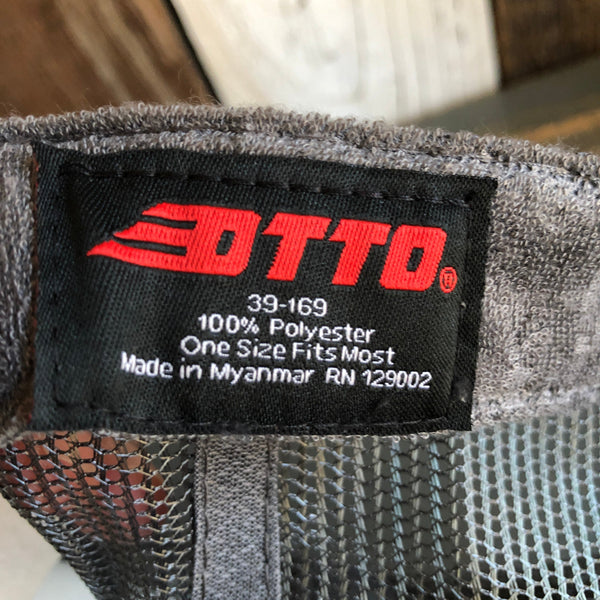 OTTO®
39-169
100% Polyester
One Size Fits Most
Made in Myanmar RN 129002